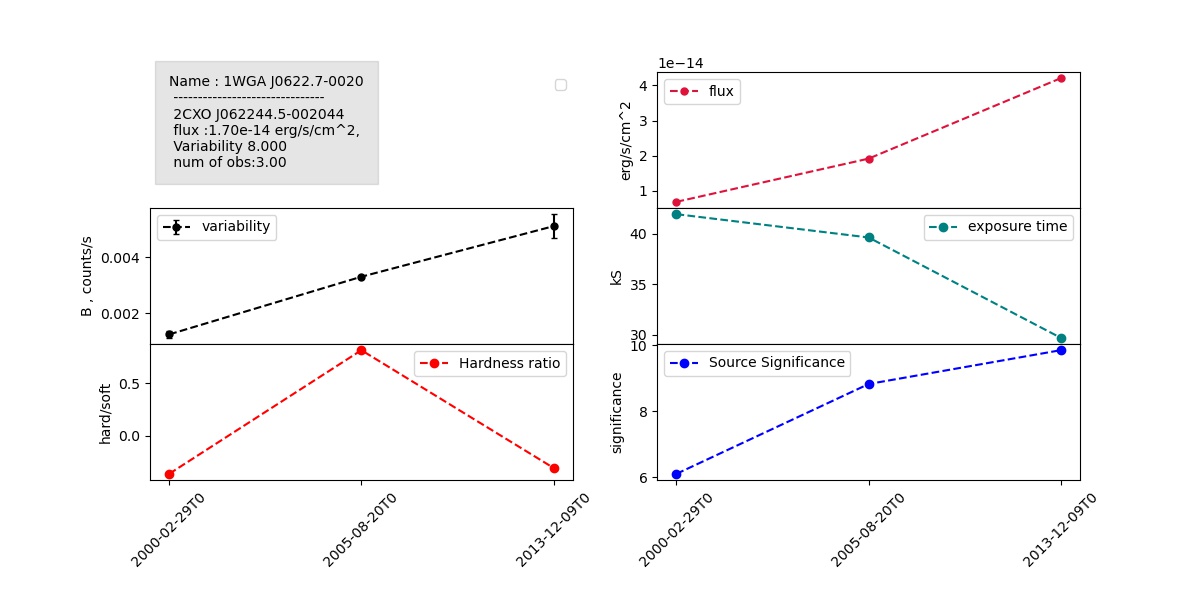 Name : 1WGA J0622.7-0020
-------------------------------
2CXO J062244.5-002044
flux :1.70e-14 erg/s/cm^2,
Variability 8.000
num of obs:3.00
1e−14
flux
4
3
2
1
erg/s/cm^2
variability
0.004
0.002
B , counts/s
exposure time
40
35
30
kS
Hardness ratio
0.5
0.0
hard/soft
Source Significance
10
8
6
significance
2000-02-29T0
2005-08-20T0
2013-12-09T0
2000-02-29T0
2005-08-20T0
2013-12-09T0